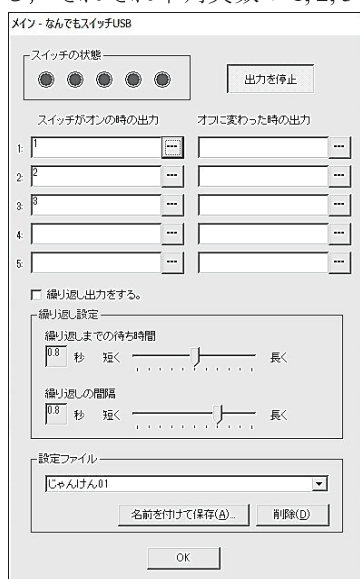 メイン - なんでもスイッチUSB
スイッチの状態
出力を停止
スイッチがオンの時の出力 オフに変わった時の出力
1: 1 ...
2: 2 ...
3: 3 ...
4: ...
5: ...
繰り返し出力をする。
繰り返し設定
繰り返しまでの待ち時間
0.8 秒 短く 長く
繰り返しの間隔
0.8 秒 短く 長く
設定ファイル
じゃんけん01
名前を付けて保存(A)... 削除(D)
OK